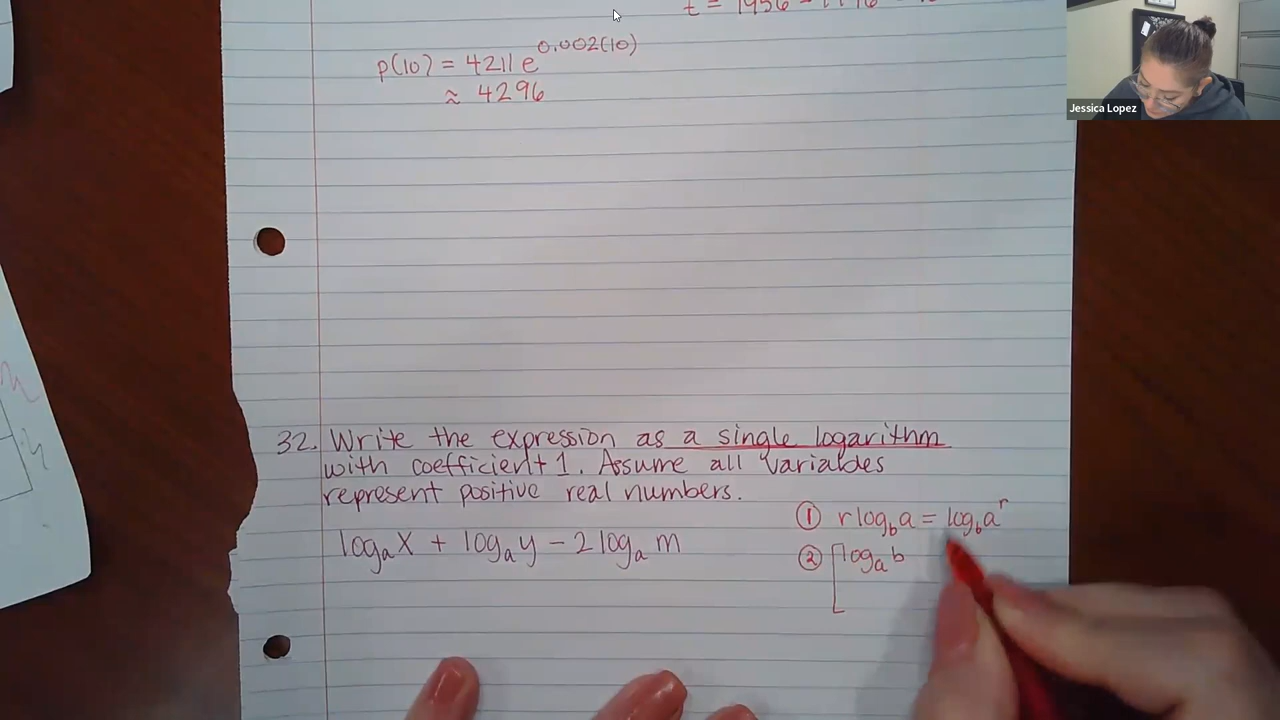 p(10) = 4211 e^0.002(10)
≈ 4296
Jessica Lopez
32. Write the expression as a single logarithm
with coefficient 1. Assume all variables
represent positive real numbers.
log_a x + log_a y - 2 log_a m
① r log_b a = log_b a^r
② [log_a b